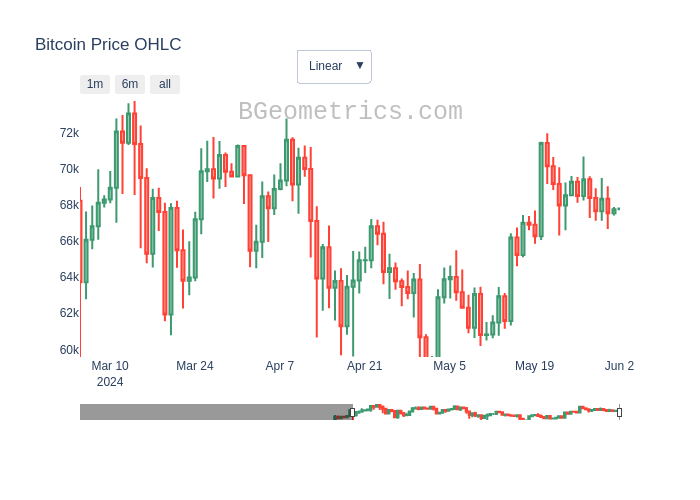 Bitcoin Price OHLC
Linear ▼
1m 6m all
BGeometrics.com
72k
70k
68k
66k
64k
62k
60k
Mar 10 Mar 24 Apr 7 Apr 21 May 5 May 19 Jun 2
2024